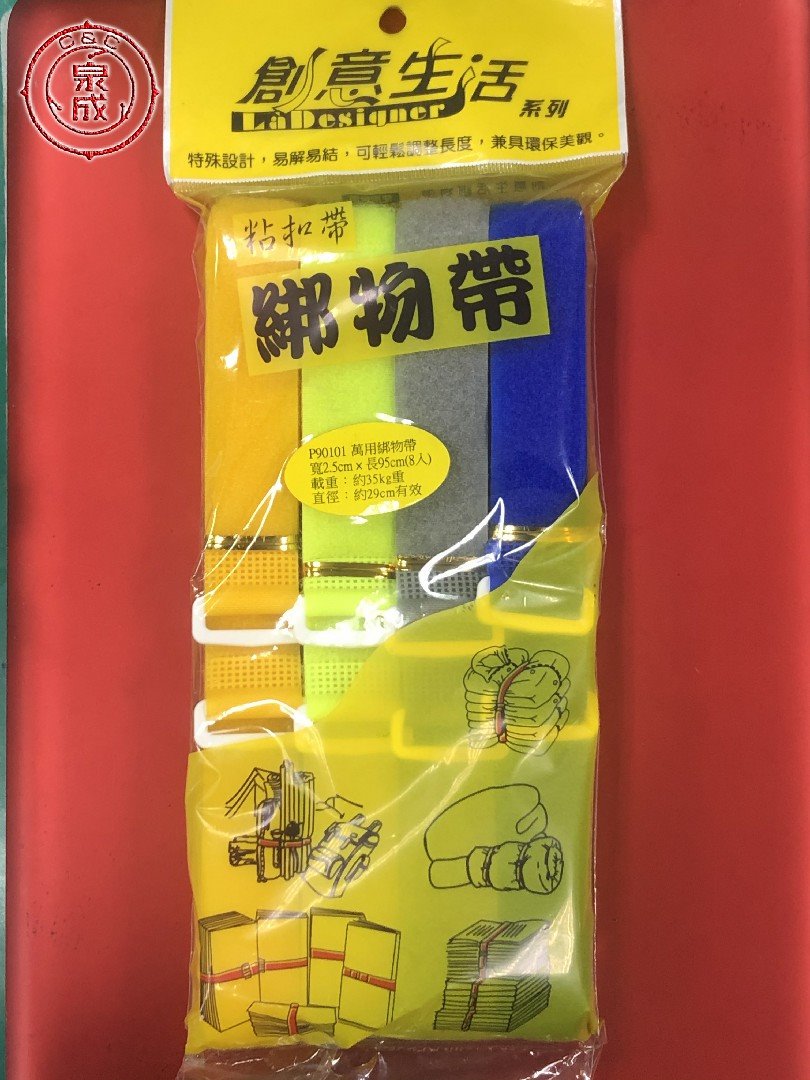 C&C
泉成
創意生活
LaDesigner
系列
特殊設計，易解易結，可輕鬆調整長度，兼具環保美觀。
粘扣帶
綁物帶
P90101 萬用綁物帶
寬2.5cm × 長95cm(8入)
載重：約35kg重
直徑：約29cm有效